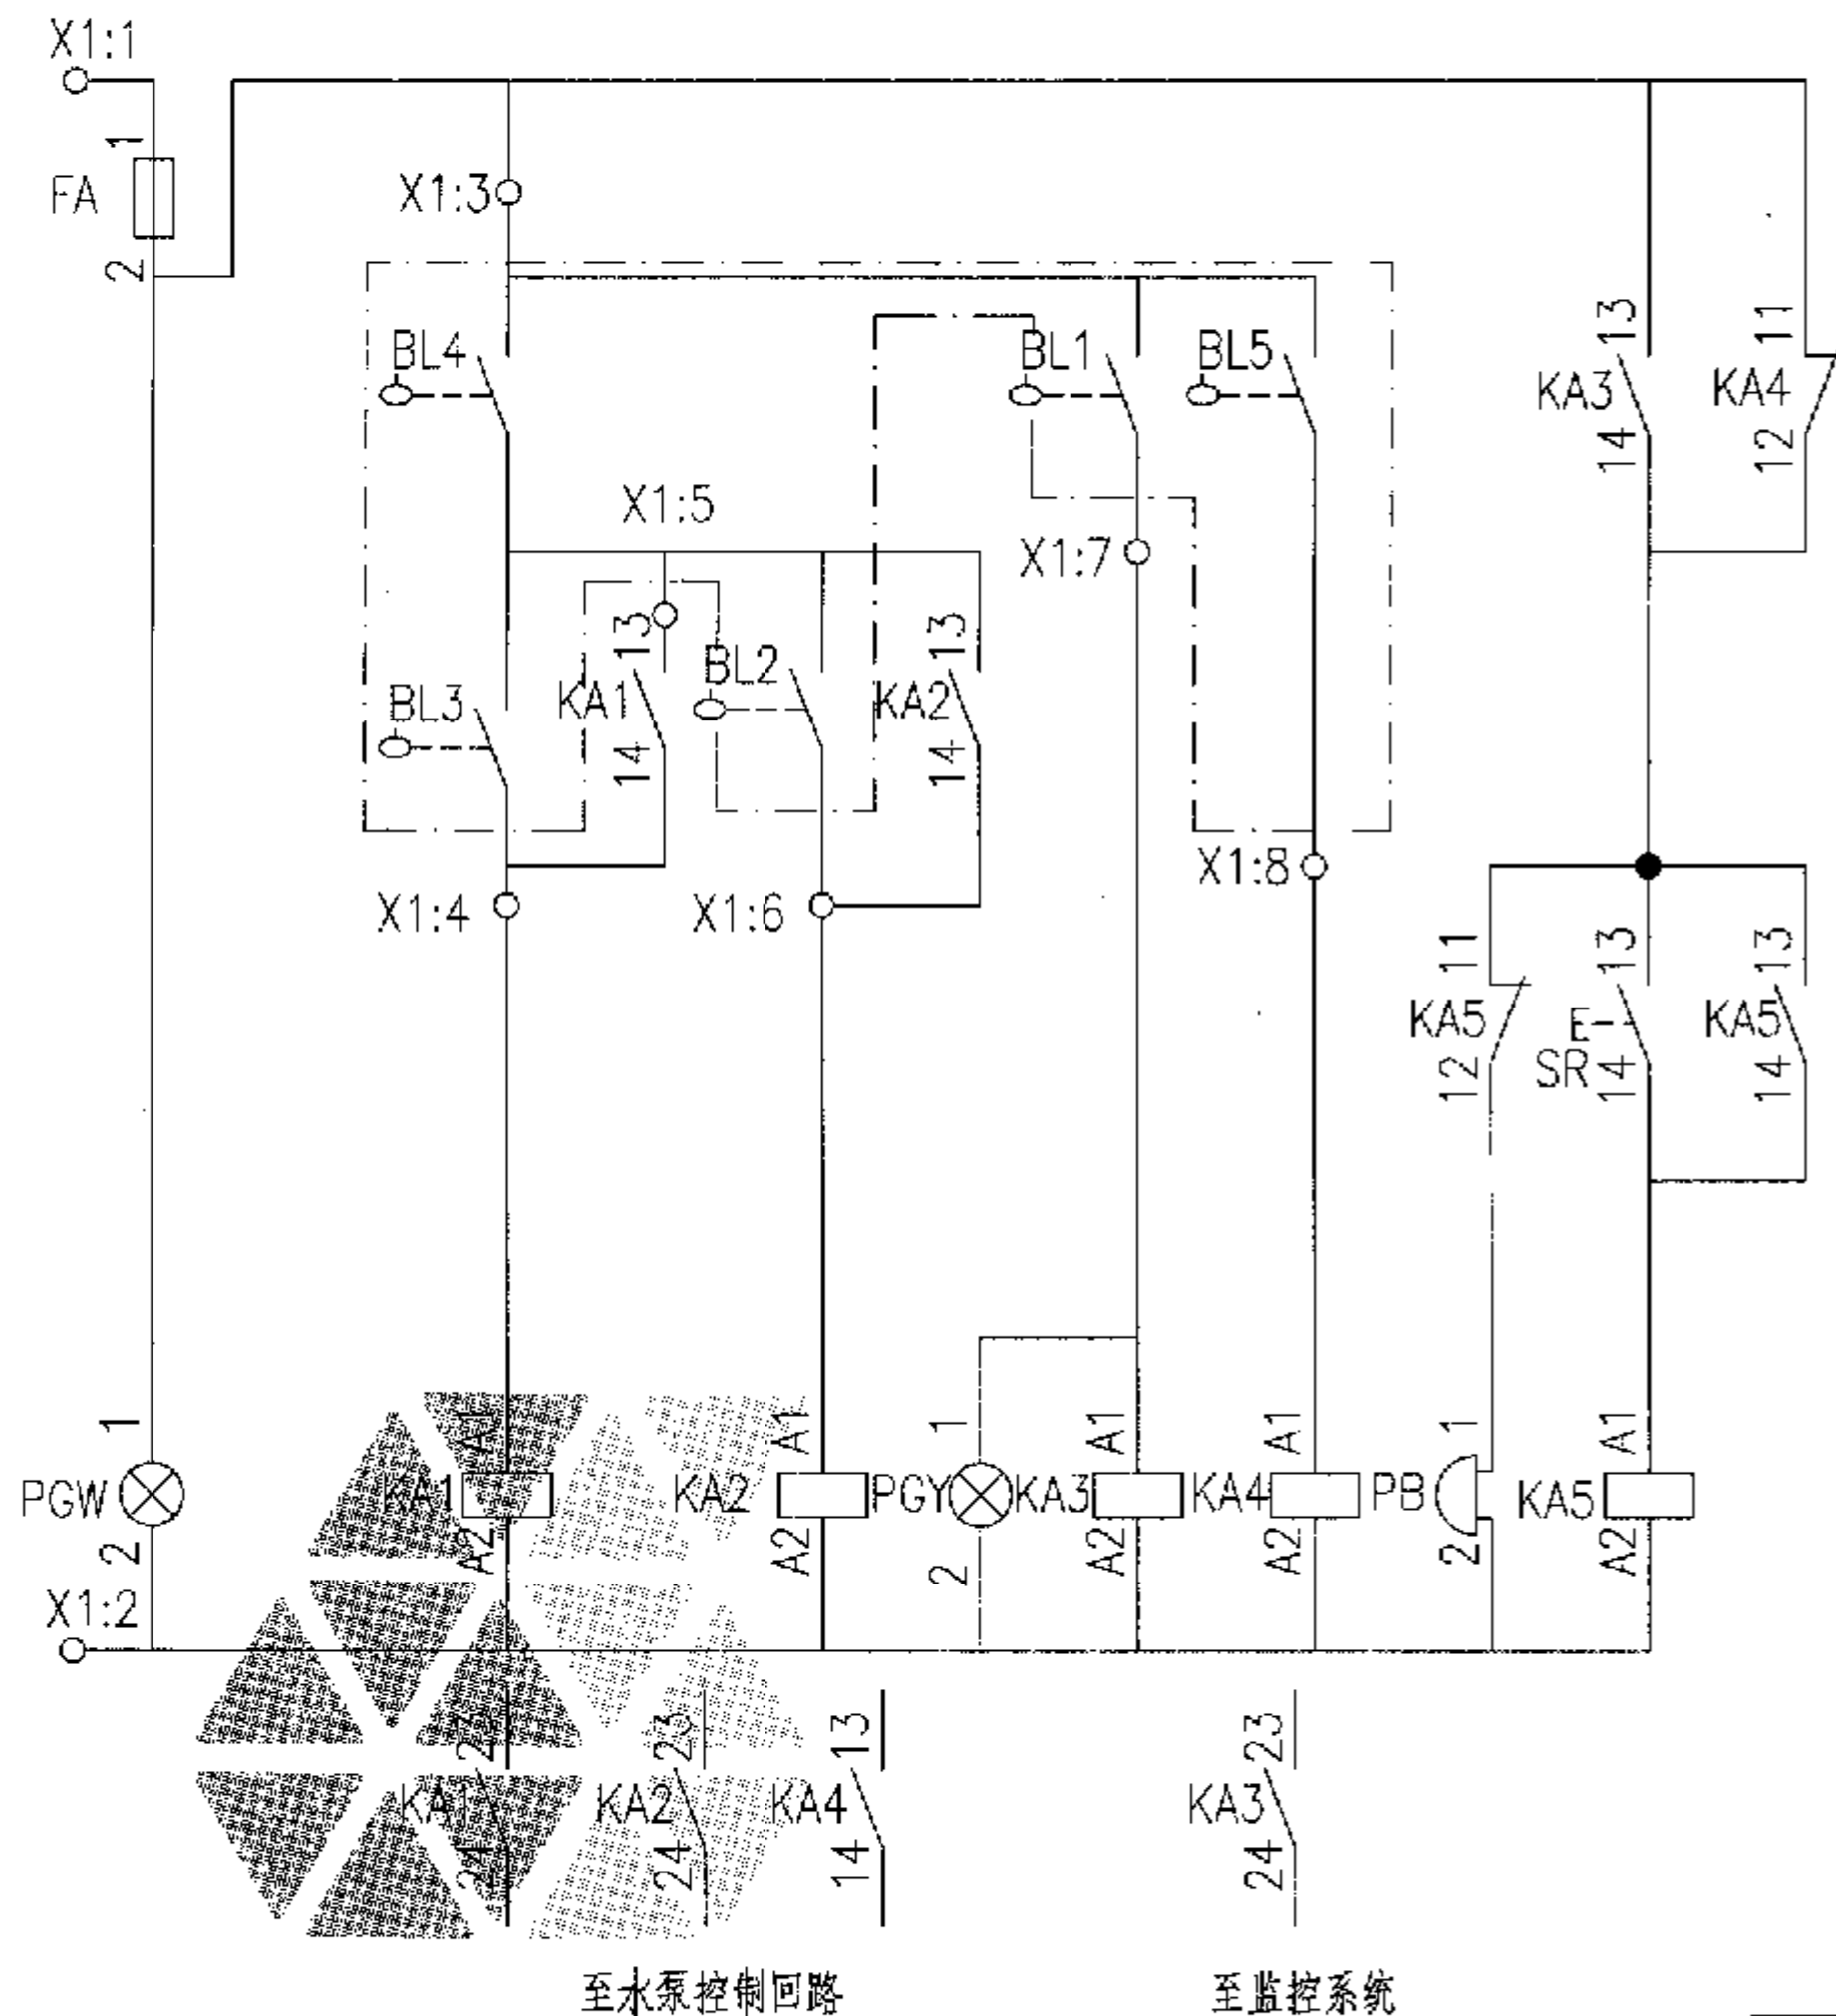 X1:1
1
FA
2
X1:3
BL4
BL1
BL5
13
KA3
14
11
KA4
12
X1:5
X1:7
BL3
13
KA1
14
BL2
13
KA2
14
X1:4
X1:6
X1:8
11
KA5
12
13
E
SR
14
13
KA5
14
1
PGW
2
A1
KA1
A2
A1
KA2
A2
1
PGY
2
A1
KA3
A2
A1
KA4
A2
1
PB
2
A1
KA5
A2
X1:2
23
KA1
24
23
KA2
24
13
KA4
14
23
KA3
24
至水泵控制回路
至监控系统